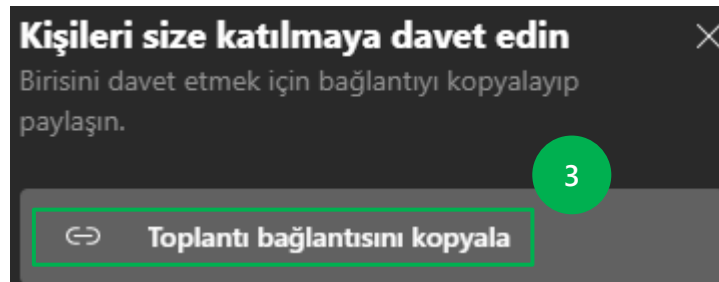 Kişileri size katılmaya davet edin
Birisini davet etmek için bağlantıyı kopyalayıp
paylaşın.
3
Toplantı bağlantısını kopyala